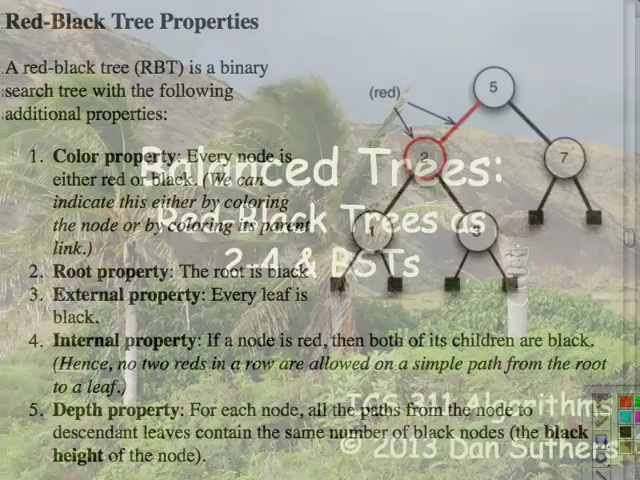 Red-Black Tree Properties
A red-black tree (RBT) is a binary
search tree with the following
additional properties:
1. Color property: Every node is
either red or black. (We can
indicate this either by coloring
the node or by coloring its parent
link.)
2. Root property: The root is black
3. External property: Every leaf is
black.
4. Internal property: If a node is red, then both of its children are black.
(Hence, no two reds in a row are allowed on a simple path from the root
to a leaf.)
5. Depth property: For each node, all the paths from the node to
descendant leaves contain the same number of black nodes (the black
height of the node).
(red)
5
2
7
1
Balanced Trees:
Red-Black Trees as
2-4 & BSTs
ICS 311 Algorithms
© 2013 Dan Suthers